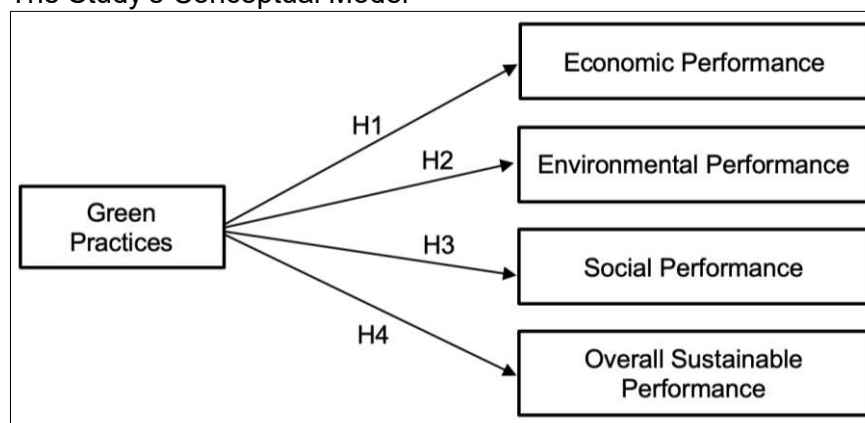 The Study's Conceptual Model
Economic Performance
H1
H2
Environmental Performance
Green
Practices
H3
Social Performance
H4
Overall Sustainable
Performance